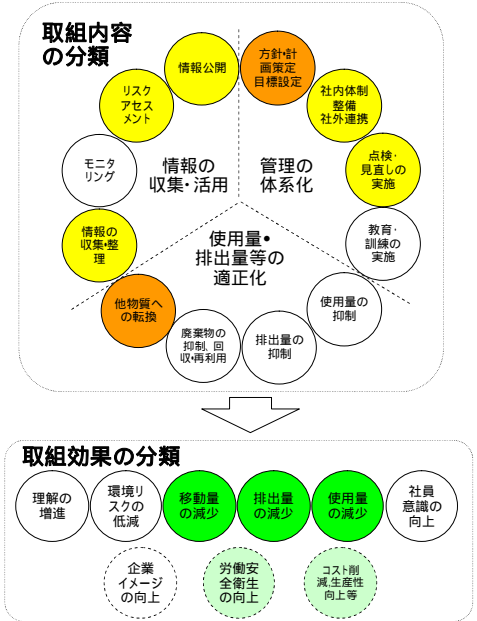 取組内容
の分類
情報公開
方針・計
画策定
目標設定
リスク
アセス
メント
社内体制
整備
社外連携
モニタ
リング
情報の
収集・活用
管理の
体系化
点検・
見直しの
実施
情報の
収集・整
理
使用量・
排出量等の
適正化
教育・
訓練の
実施
他物質へ
の転換
使用量の
抑制
廃棄物の
抑制、回
収・再利用
排出量の
抑制
取組効果の分類
理解の
増進
環境リ
スクの
低減
移動量
の減少
排出量
の減少
使用量
の減少
社員
意識の
向上
企業
イメージ
の向上
労働安
全衛生
の向上
コスト削
減、生産性
向上等